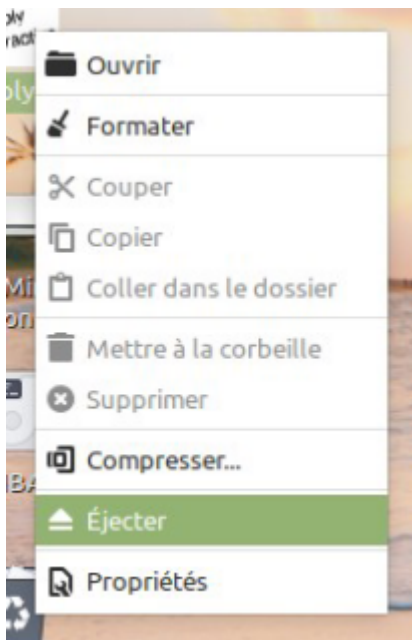 Ouvrir
Formater
Couper
Copier
Coller dans le dossier
Mettre à la corbeille
Supprimer
Compresser...
Éjecter
Propriétés